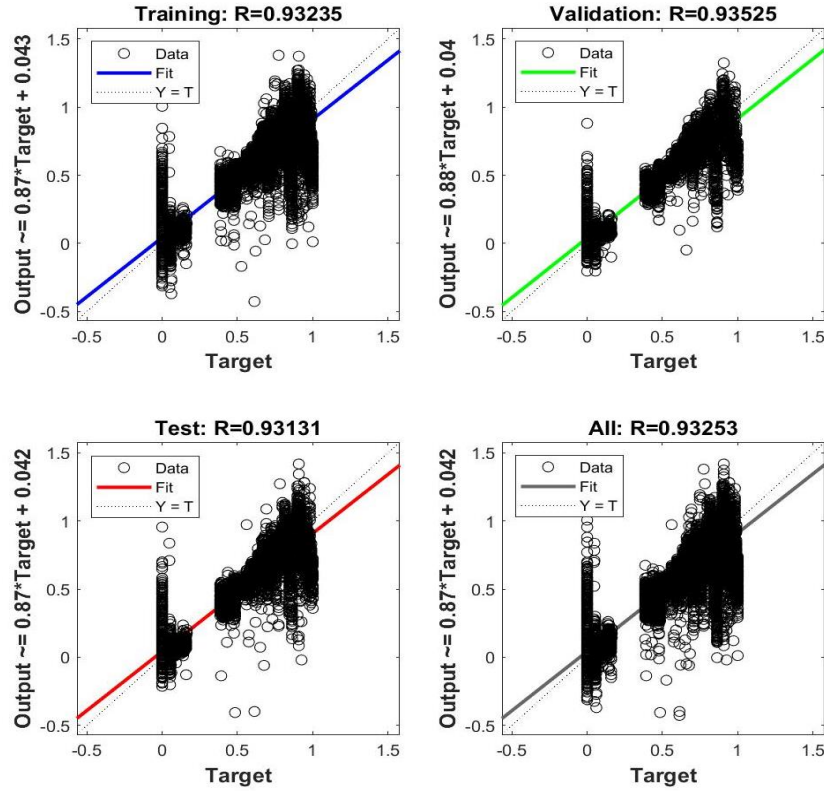 Training: R=0.93235
Output ~= 0.87*Target + 0.043
1.5
1
0.5
0
-0.5
Data
Fit
Y = T
-0.5
0
0.5
1
1.5
Target
Validation: R=0.93525
Output ~= 0.88*Target + 0.04
1.5
1
0.5
0
-0.5
Data
Fit
Y = T
-0.5
0
0.5
1
1.5
Target
Test: R=0.93131
Output ~= 0.87*Target + 0.042
1.5
1
0.5
0
-0.5
Data
Fit
Y = T
-0.5
0
0.5
1
1.5
Target
All: R=0.93253
Output ~= 0.87*Target + 0.042
1.5
1
0.5
0
-0.5
Data
Fit
Y = T
-0.5
0
0.5
1
1.5
Target